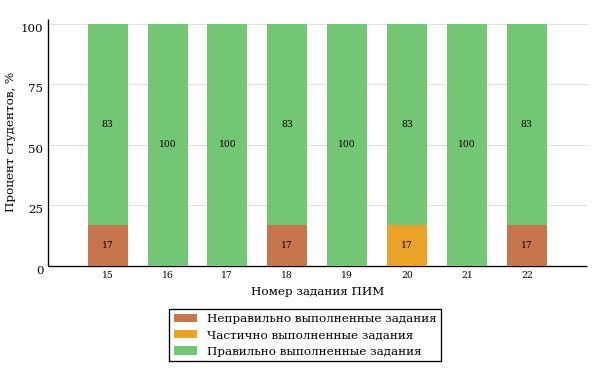 100
75
50
25
0
Процент студентов, %
83 100 100 83 100 83 100 83
17 17 17 17
15 16 17 18 19 20 21 22
Номер задания ПИМ
Неправильно выполненные задания
Частично выполненные задания
Правильно выполненные задания